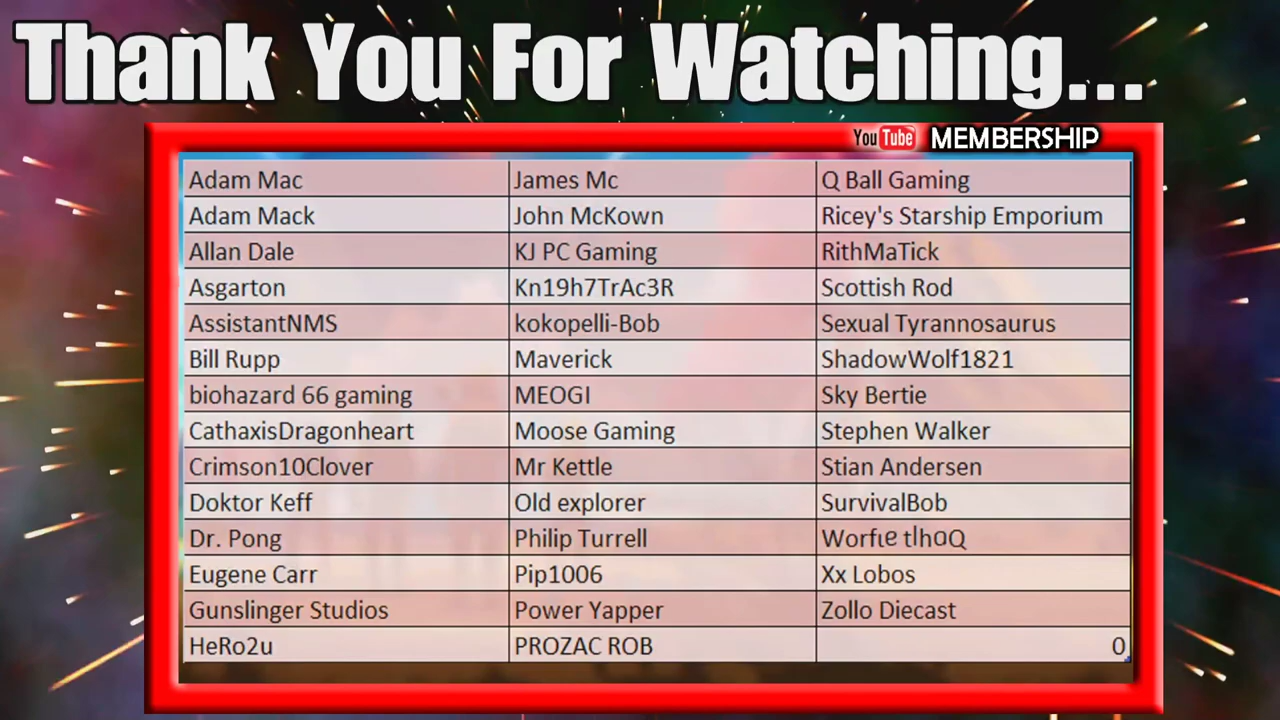 Thank You For Watching...
YouTube MEMBERSHIP
Adam Mac James Mc Q Ball Gaming
Adam Mack John McKown Ricey's Starship Emporium
Allan Dale KJ PC Gaming RithMaTick
Asgarton Kn19h7TrAc3R Scottish Rod
AssistantNMS kokopelli-Bob Sexual Tyrannosaurus
Bill Rupp Maverick ShadowWolf1821
biohazard 66 gaming MEOGI Sky Bertie
CathaxisDragonheart Moose Gaming Stephen Walker
Crimson10Clover Mr Kettle Stian Andersen
Doktor Keff Old explorer SurvivalBob
Dr. Pong Philip Turrell
Eugene Carr Pip1006 Xx Lobos
Gunslinger Studios Power Yapper Zollo Diecast
HeRo2u PROZAC ROB 0